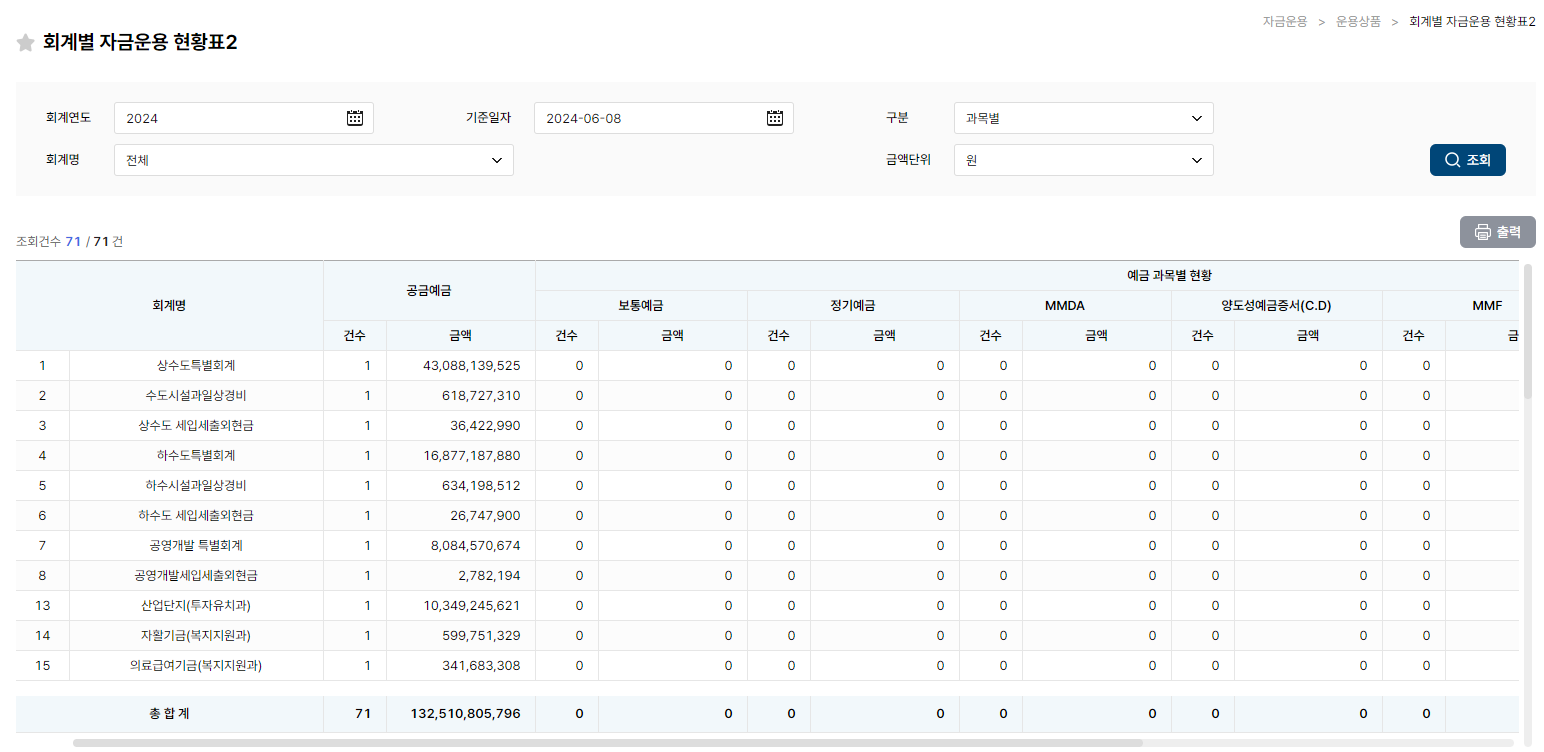 자금운용 > 운용상품 > 회계별 자금운용 현황표2
회계별 자금운용 현황표2
회계연도 2024 기준일자 2024-06-08 구분 과목별
회계명 전체 금액단위 원 조회
출력
조회건수 71 / 71 건
예금 과목별 현황
공금예금
회계명 보통예금 정기예금 MMDA 양도성예금증서(C.D) MMF
건수 금액 건수 금액 건수 금액 건수 금액 건수 금액 건수 금
1 상수도특별회계 1 43,088,139,525 0 0 0 0 0 0 0 0 0
2 수도시설과일상경비 1 618,727,310 0 0 0 0 0 0 0 0 0
3 상수도 세입세출외현금 1 36,422,990 0 0 0 0 0 0 0 0 0
4 하수도특별회계 1 16,877,187,880 0 0 0 0 0 0 0 0 0
5 하수시설과일상경비 1 634,198,512 0 0 0 0 0 0 0 0 0
6 하수도 세입세출외현금 1 26,747,900 0 0 0 0 0 0 0 0 0
7 공영개발 특별회계 1 8,084,570,674 0 0 0 0 0 0 0 0 0
8 공영개발세입세출외현금 1 2,782,194 0 0 0 0 0 0 0 0 0
13 산업단지(투자유치과) 1 10,349,245,621 0 0 0 0 0 0 0 0 0
14 자활기금(복지지원과) 1 599,751,329 0 0 0 0 0 0 0 0 0
15 의료급여기금(복지지원과) 1 341,683,308 0 0 0 0 0 0 0 0 0
총 합 계 71 132,510,805,796 0 0 0 0 0 0 0 0 0